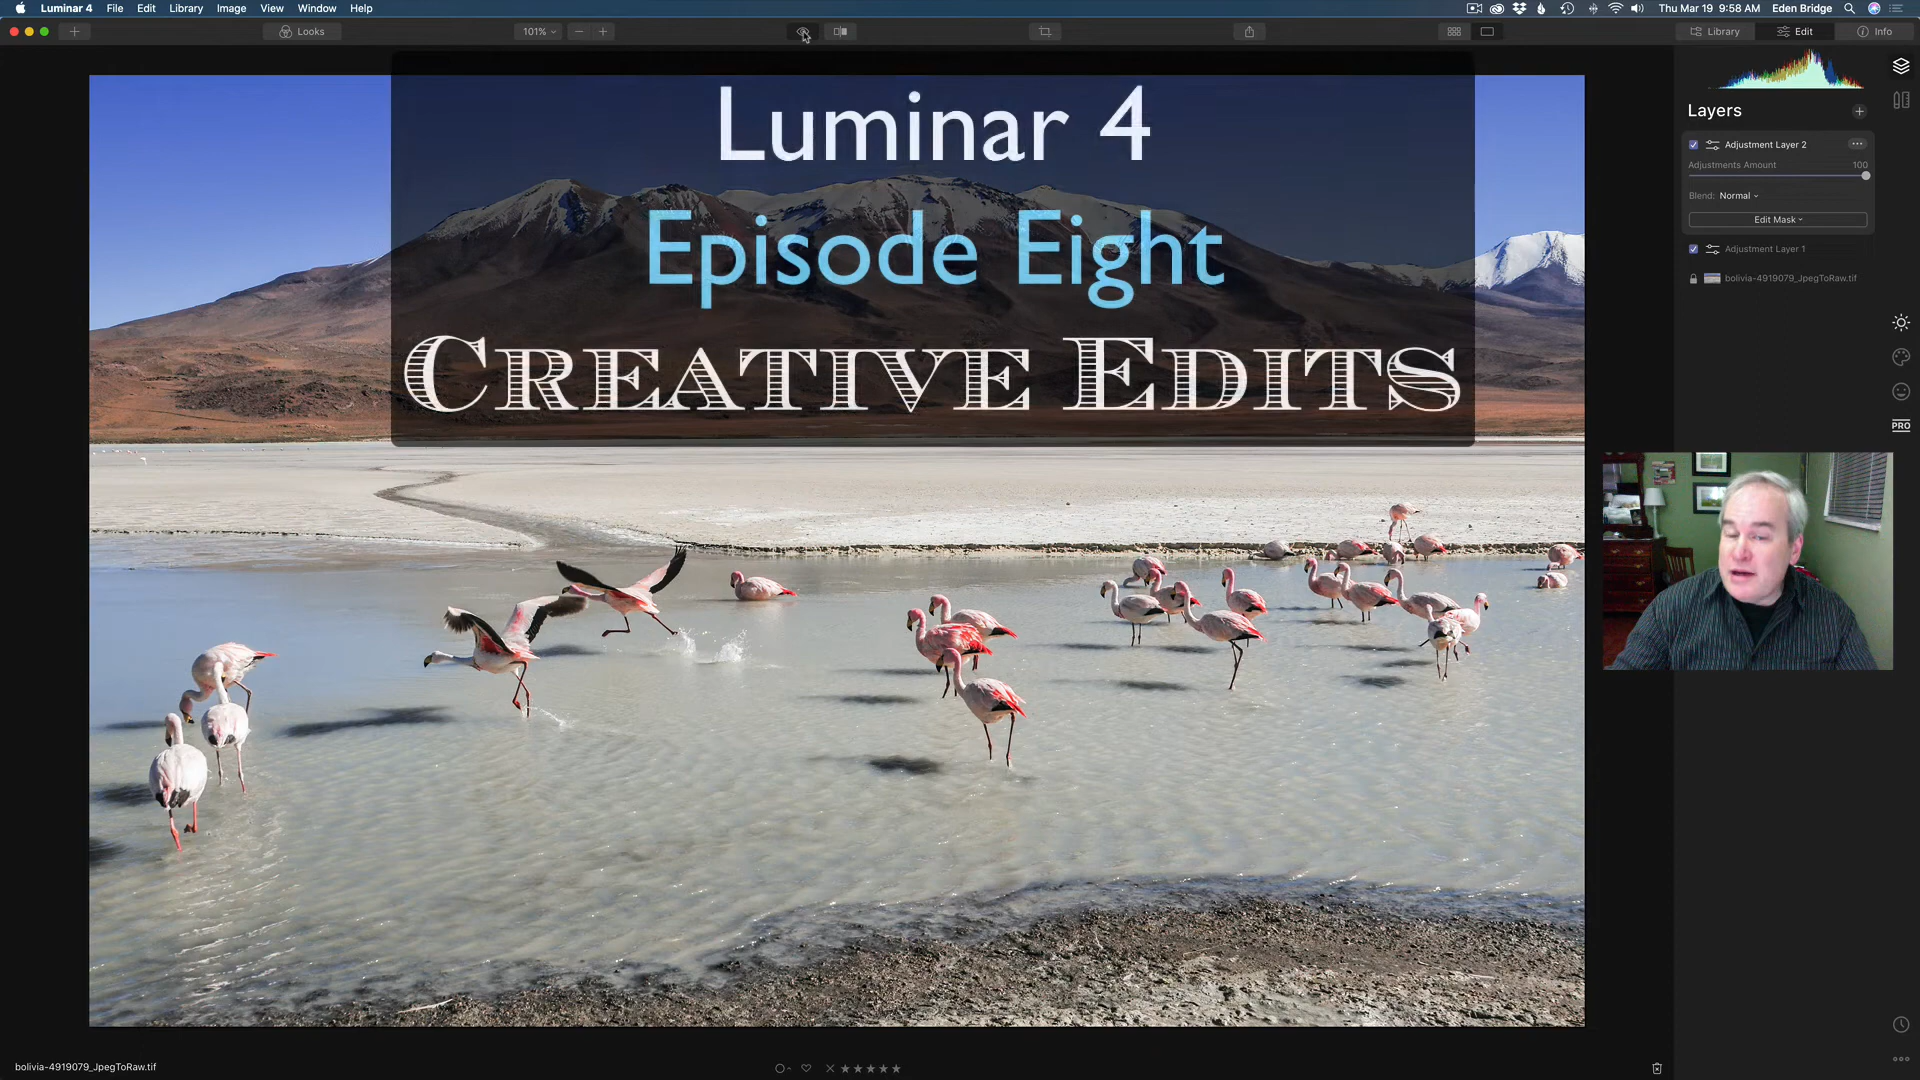 Luminar 4 File Edit Library Image View Window Help Thu Mar 19 9:58 AM Eden Bridge
Looks 101% Library Edit Info
Luminar 4
Episode Eight
CREATIVE EDITS
Layers
Adjustment Layer 2
Adjustments Amount 100
Blend: Normal
Edit Mask
Adjustment Layer 1
bolivia-4919079_JpegToRaw.tif
PRO
bolivia-4919079_JpegToRaw.tif